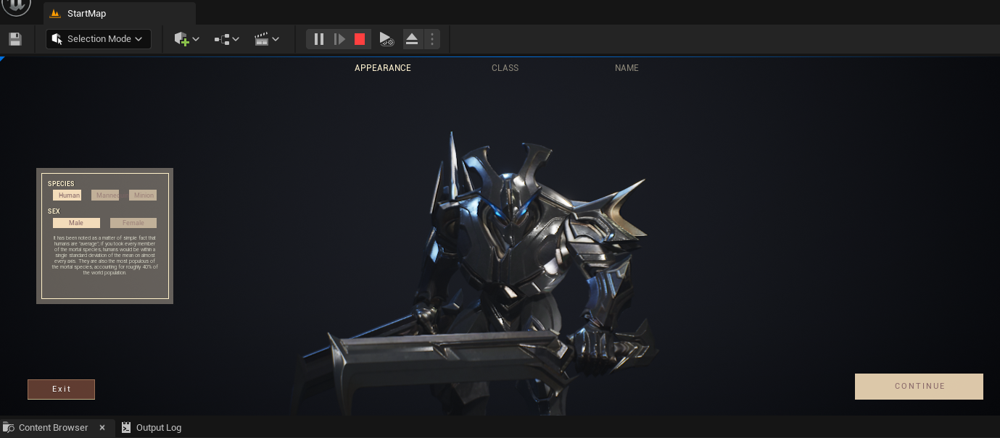 StartMap
Selection Mode
APPEARANCE CLASS NAME
SPECIES
Human Mannequ Minion
SEX
Male Female
It has been noted as a matter of simple fact that
humans are "average"; if you took every member
of the mortal species, humans would be within a
single standard deviation of the mean on almost
every axis. They are also the most populous of
the mortal species, accounting for roughly 40% of
the world population.
Exit
CONTINUE
Content Browser
Output Log